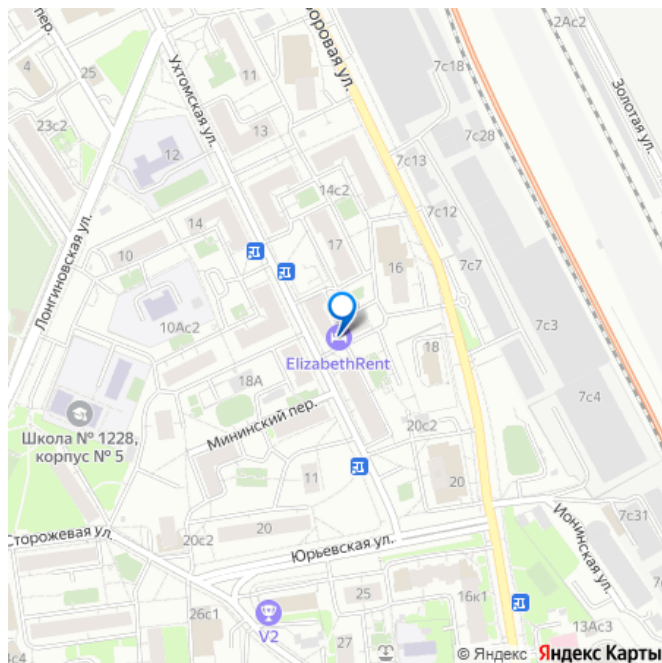 пер.
4
25
Ухтомская ул.
11
7с18
2Ас2
Золотая ул.
23с2
13
12
7с28
7с13
14с2
7с12
Лонгиновская ул.
14
10
17
16
7с7
10Ас2
7с3
ElizabethRent
18
18А
7с4
Мининский пер.
20с2
Школа № 1228,
корпус № 5
11
20
7с31
Ионинская ул.
Сторожевая ул.
20с2
20
Юрьевская ул.
26с1
V2
25
16к1
27
13Ас3
© Яндекс Яндекс Карты